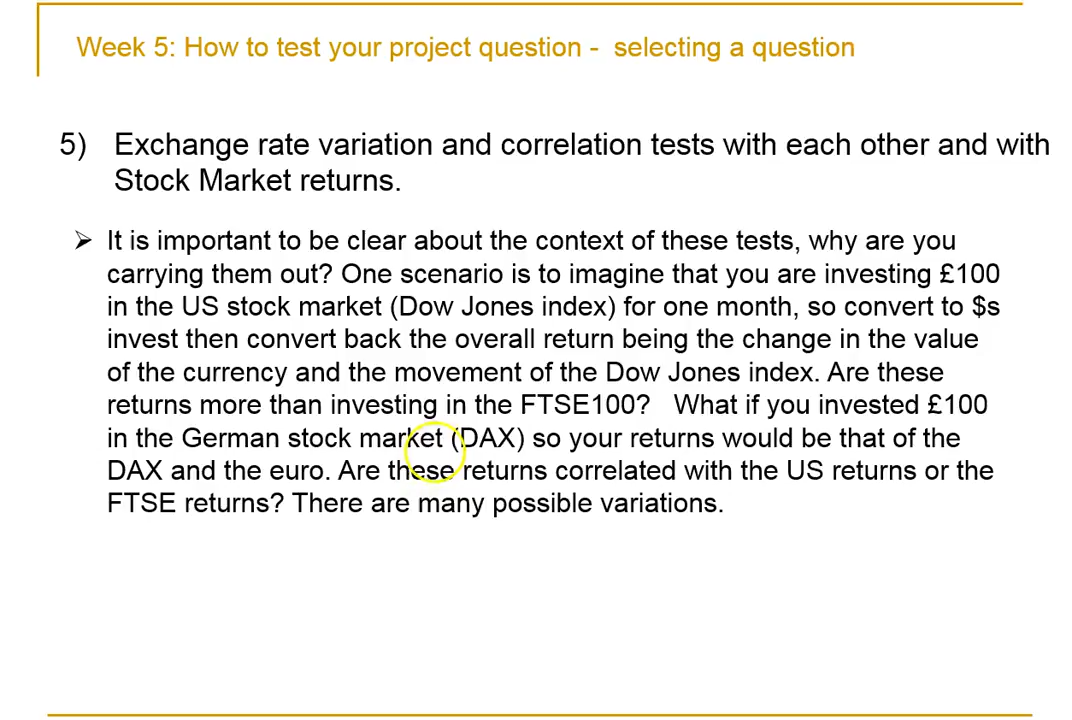 Week 5: How to test your project question - selecting a question
5) Exchange rate variation and correlation tests with each other and with
Stock Market returns.
➢ It is important to be clear about the context of these tests, why are you
carrying them out? One scenario is to imagine that you are investing £100
in the US stock market (Dow Jones index) for one month, so convert to $s
invest then convert back the overall return being the change in the value
of the currency and the movement of the Dow Jones index. Are these
returns more than investing in the FTSE100? What if you invested £100
in the German stock market (DAX) so your returns would be that of the
DAX and the euro. Are these returns correlated with the US returns or the
FTSE returns? There are many possible variations.